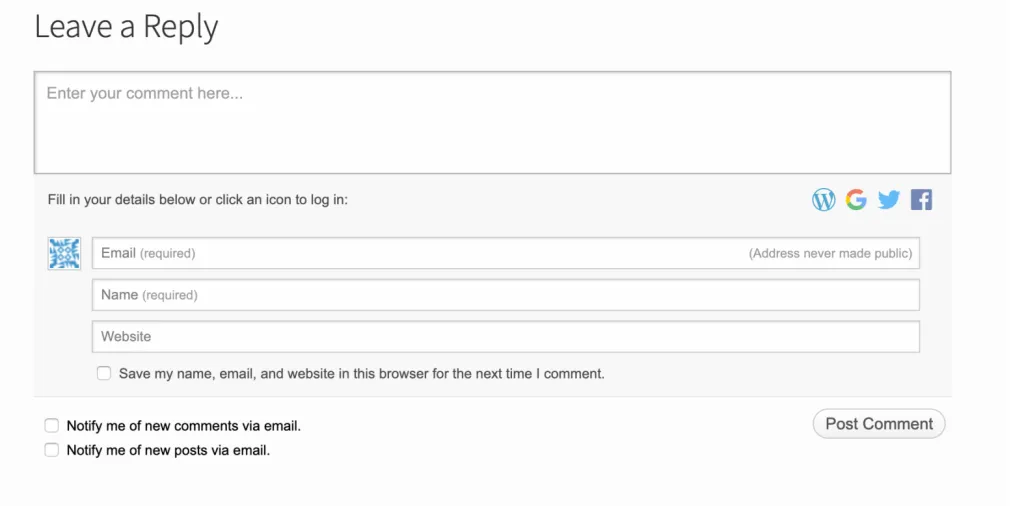 Leave a Reply
Enter your comment here...
Fill in your details below or click an icon to log in:
Email (required) (Address never made public)
Name (required)
Website
Save my name, email, and website in this browser for the next time I comment.
Notify me of new comments via email.
Post Comment
Notify me of new posts via email.